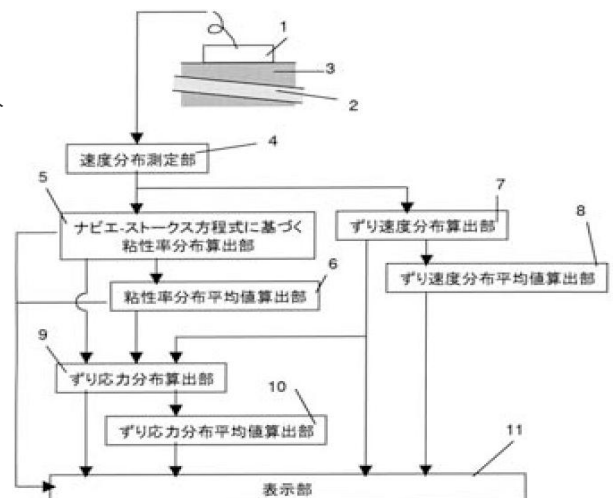 1
3
2
4
速度分布測定部
5
7
ナビエ-ストークス方程式に基づく
粘性率分布算出部
ずり速度分布算出部
8
6
ずり速度分布平均値算出部
粘性率分布平均値算出部
9
ずり応力分布算出部
10
ずり応力分布平均値算出部
11
表示部